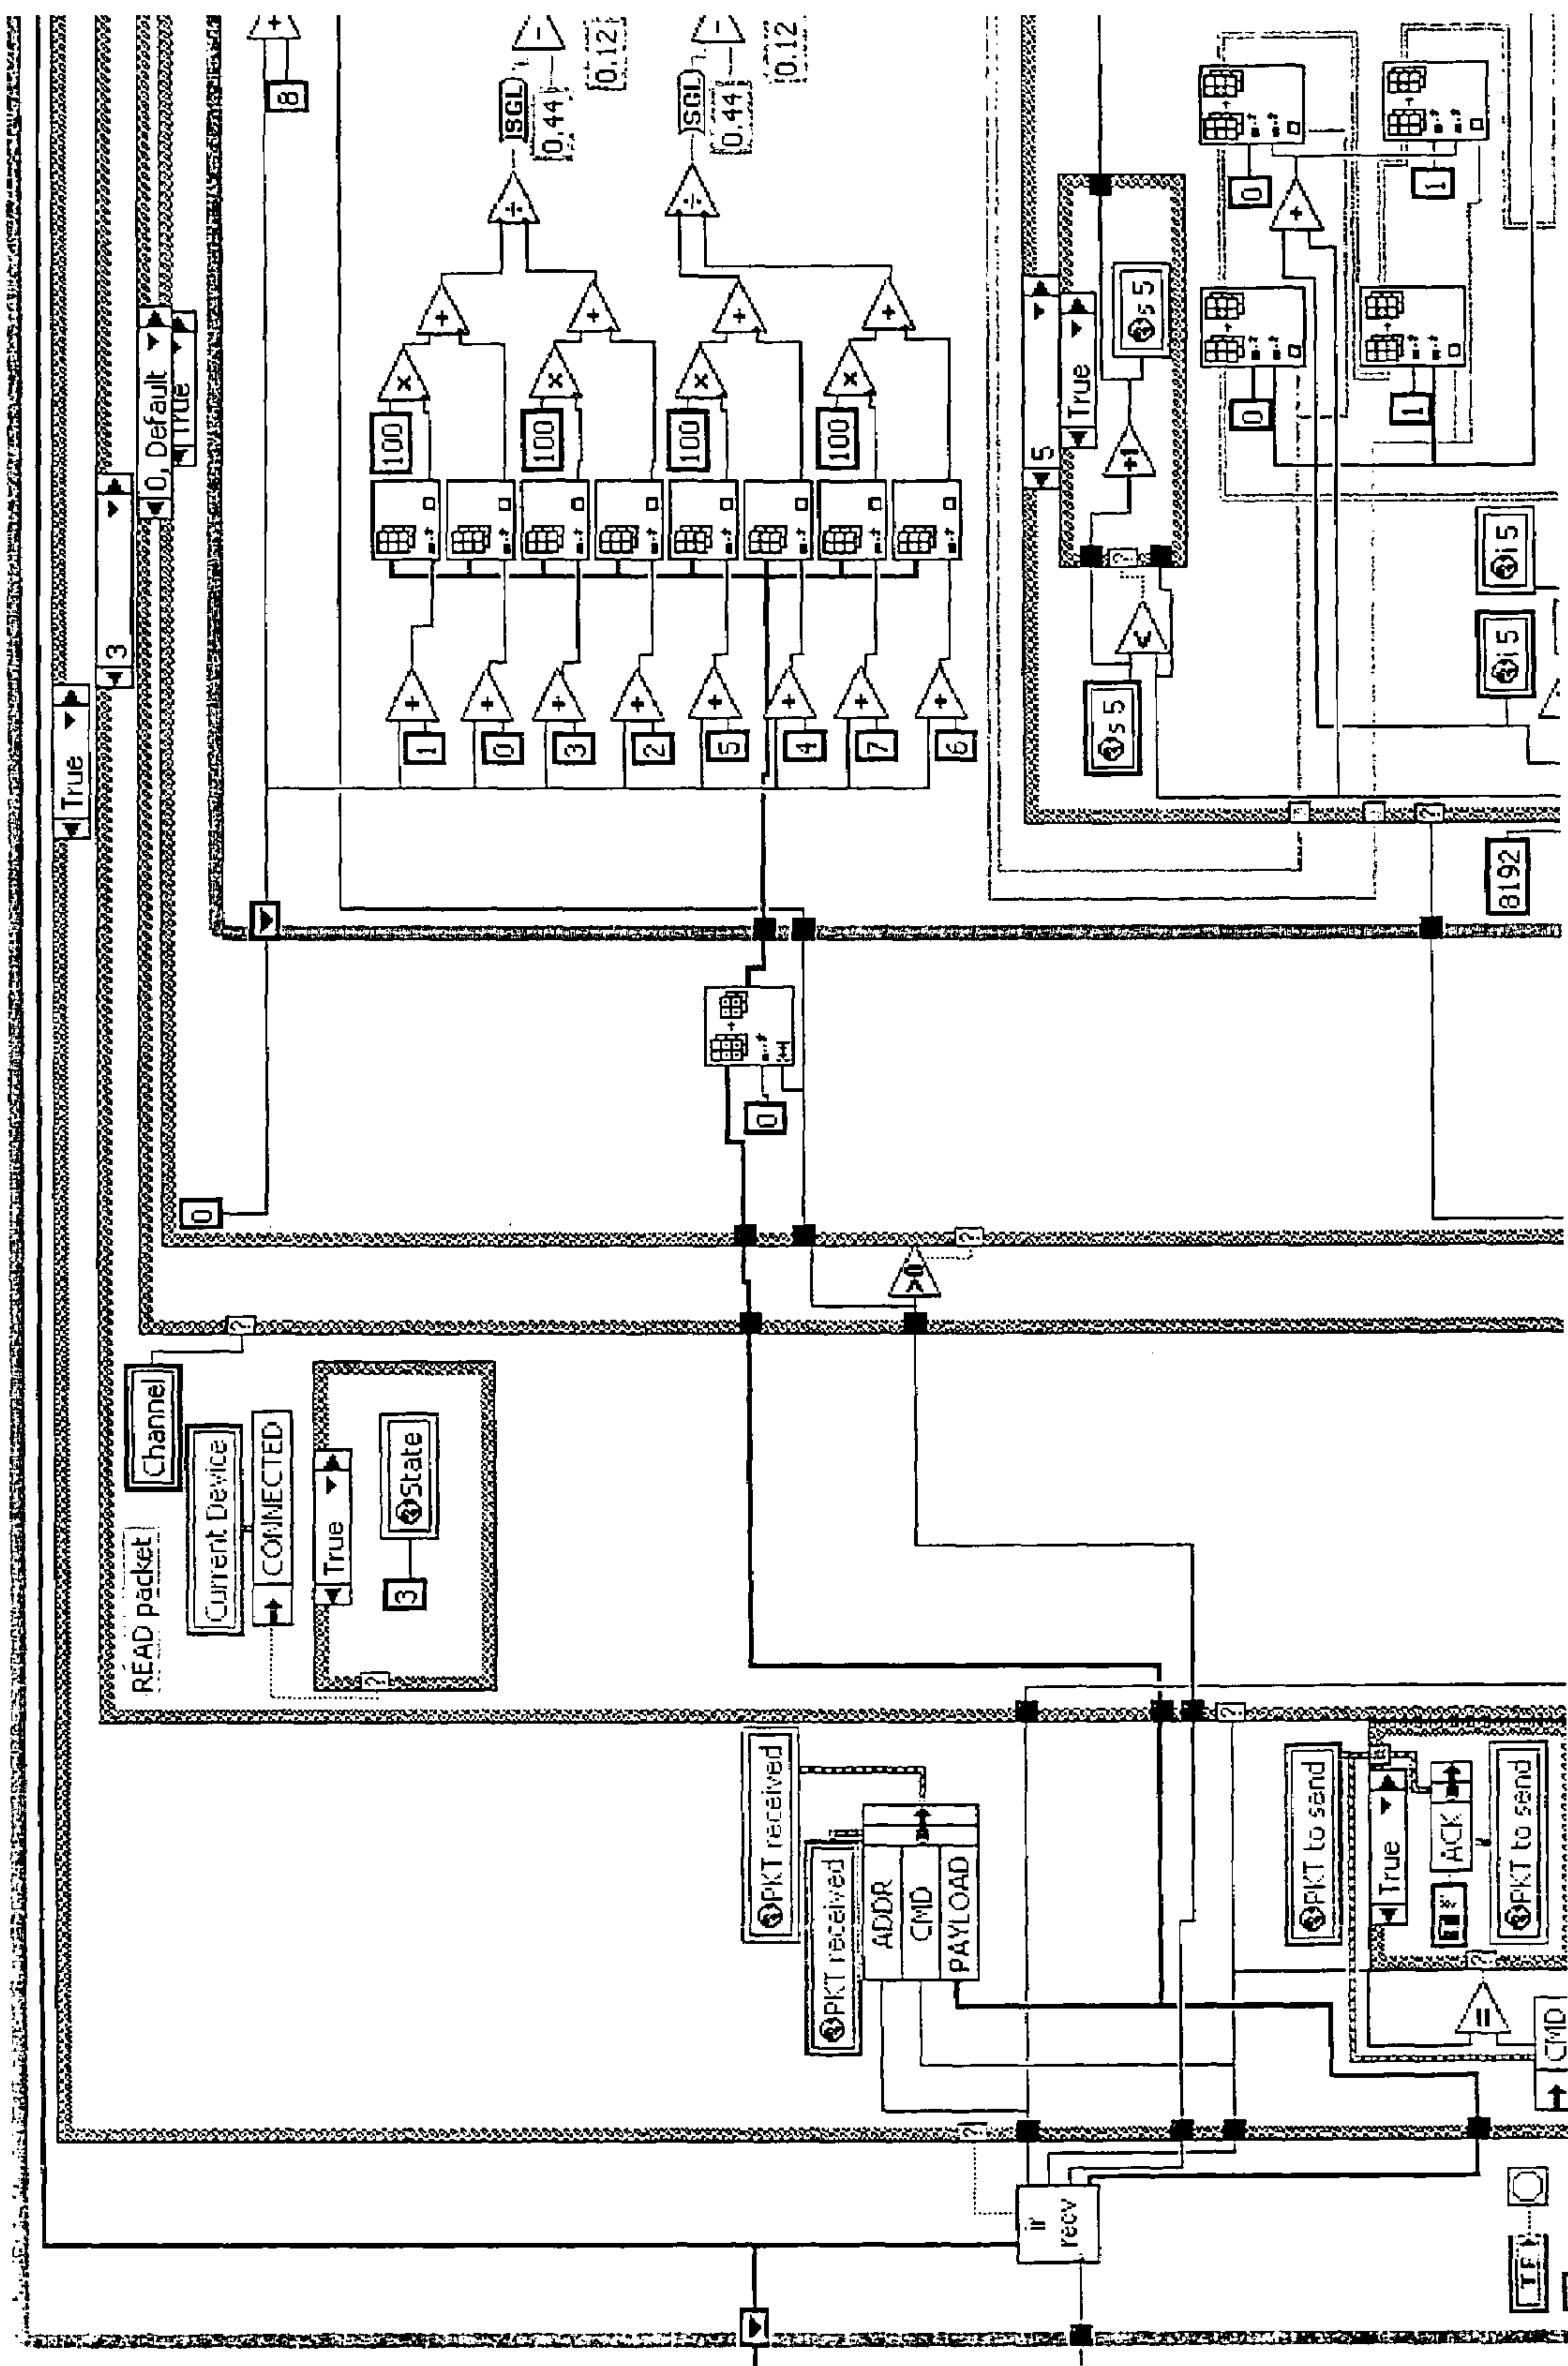 True
3
0, Default
True
8
0
READ packet
Channel
Current Device
CONNECTED
True
3
State
1
0
3
2
5
4
7
6
100
100
100
100
SGL
0.44
0.12
SGL
0.44
0.12
0
5
True
s 5
+1
s 5
0
1
0
1
i 5
i 5
8192
>0
PKT received
PKT received
ADDR
CMD
PAYLOAD
PKT to send
True
ACK
PKT to send
CMD
ir
recv
TF